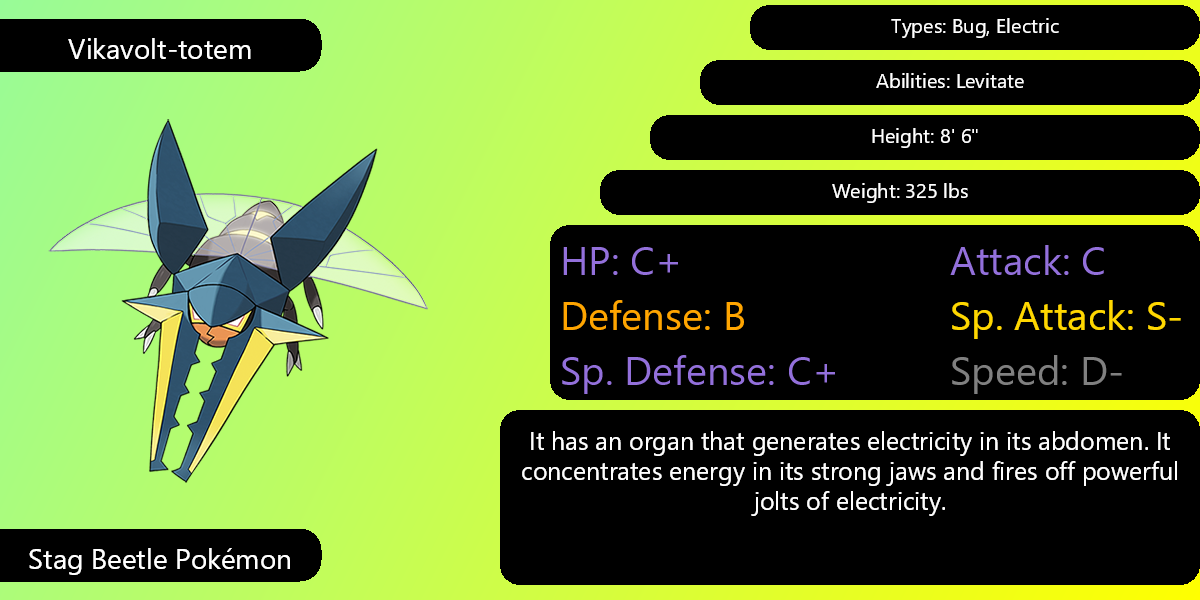 Vikavolt-totem
Types: Bug, Electric
Abilities: Levitate
Height: 8' 6"
Weight: 325 lbs
HP: C+
Attack: C
Defense: B
Sp. Attack: S-
Sp. Defense: C+
Speed: D-
It has an organ that generates electricity in its abdomen. It
concentrates energy in its strong jaws and fires off powerful
jolts of electricity.
Stag Beetle Pokémon